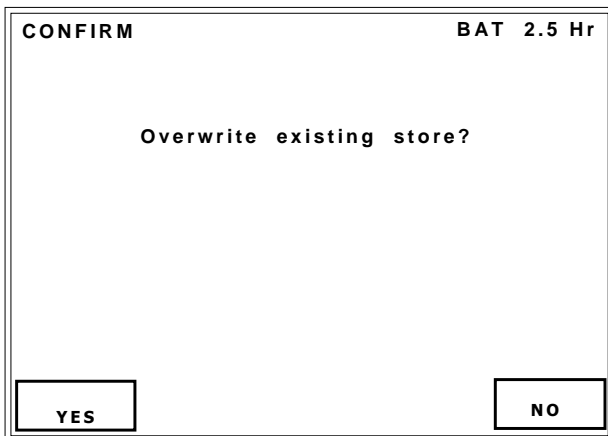 CONFIRM BAT 2.5 Hr
Overwrite existing store?
YES NO